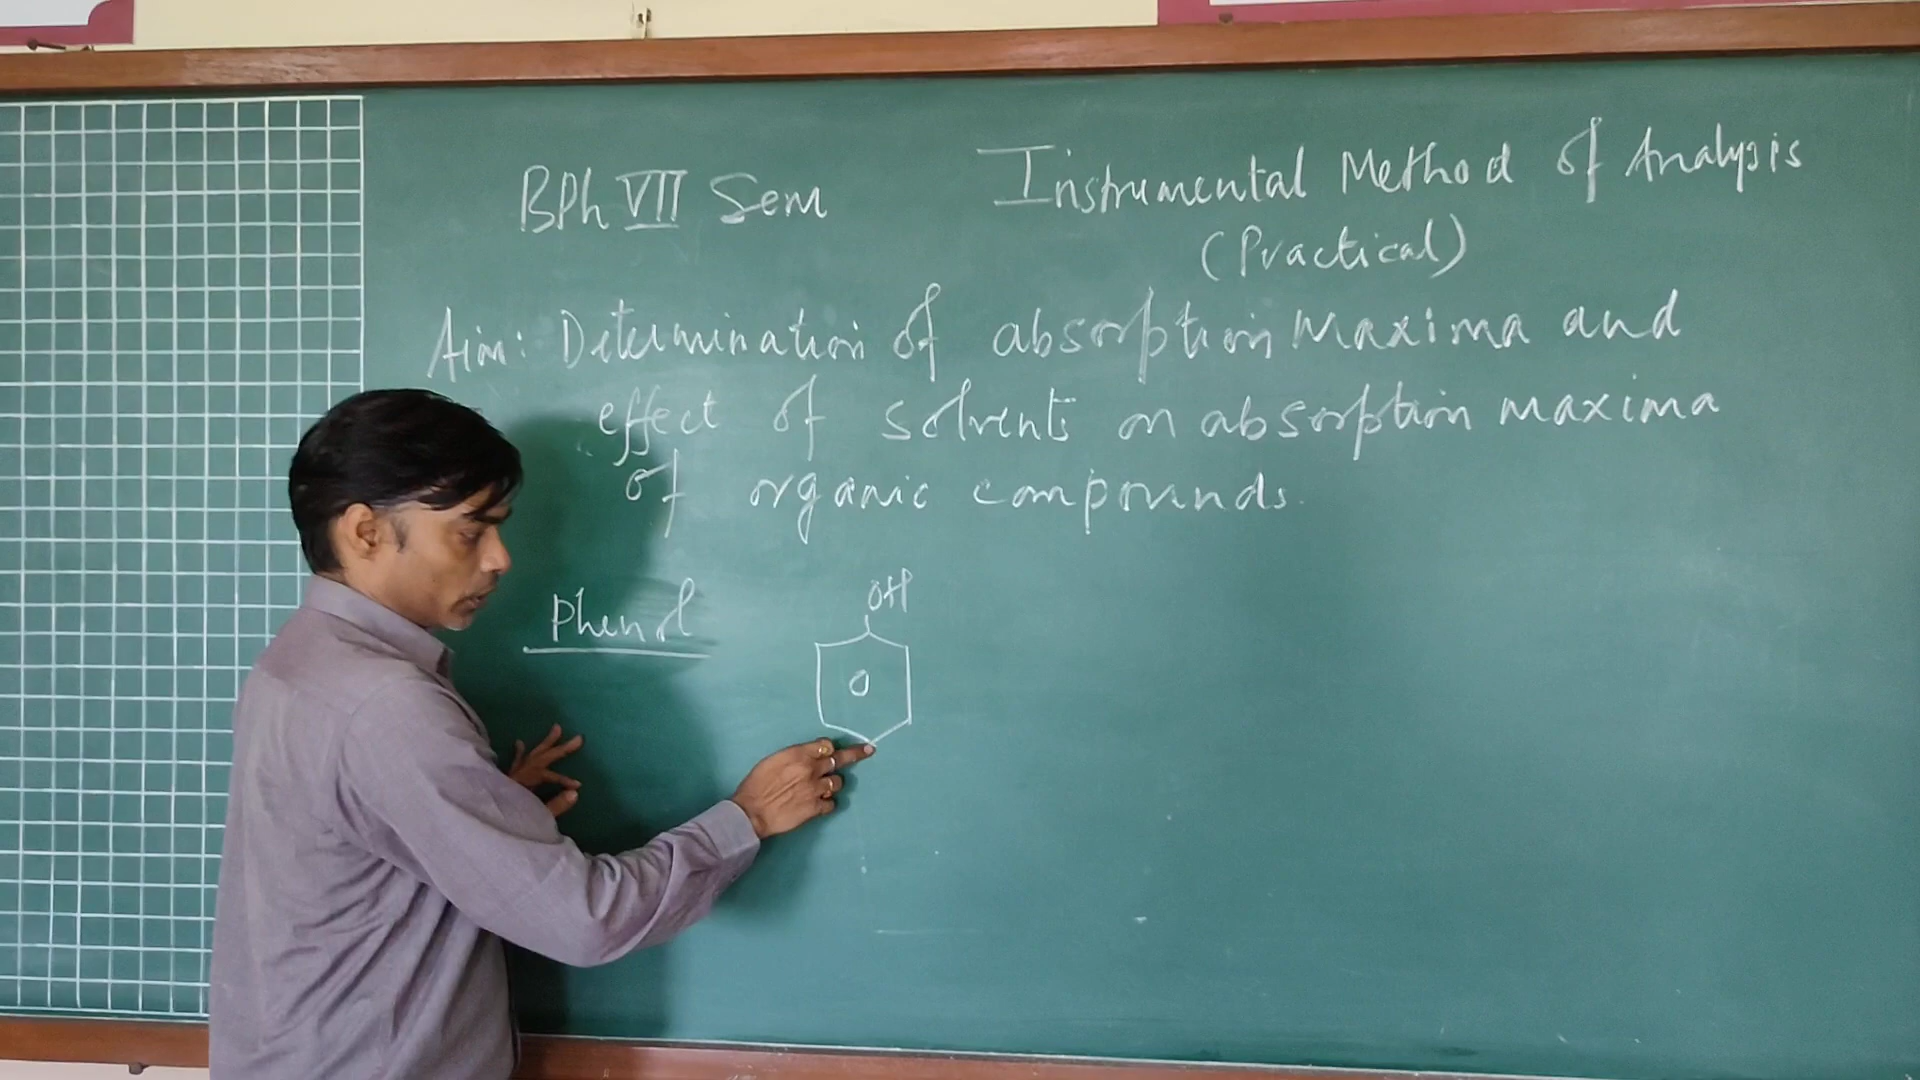 BPh VII Sem
Instrumental Method of Analysis
(Practical)
Aim: Determination of absorption maxima and
effect of solvents on absorption maxima
of organic compounds.
Phenol
OH